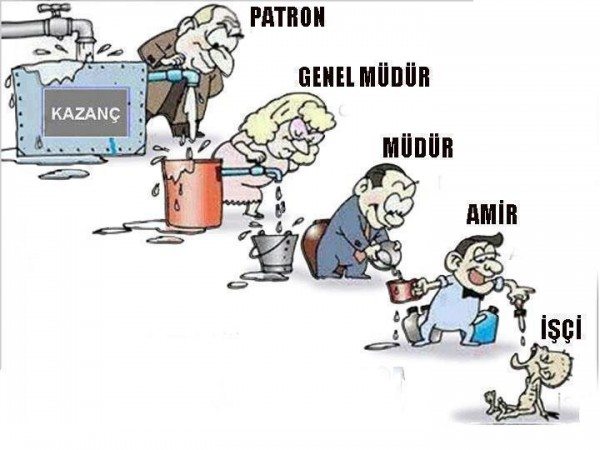 PATRON
GENEL MÜDÜR
KAZANÇ
MÜDÜR
AMİR
İŞÇİ